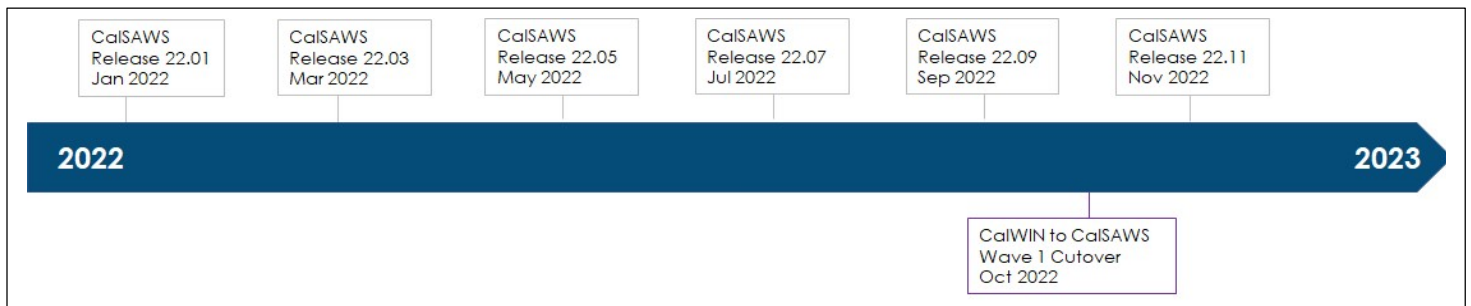 CalSAWS
Release 22.01
Jan 2022
CalSAWS
Release 22.03
Mar 2022
CalSAWS
Release 22.05
May 2022
CalSAWS
Release 22.07
Jul 2022
CalSAWS
Release 22.09
Sep 2022
CalSAWS
Release 22.11
Nov 2022
2022
2023
CalWIN to CalSAWS
Wave 1 Cutover
Oct 2022